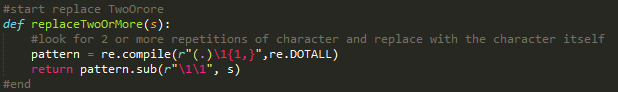 #start replace TwoOrore
def replaceTwoOrMore(s):
    #look for 2 or more repetitions of character and replace with the character itself
    pattern = re.compile(r"(.)\1{1,}",re.DOTALL)
    return pattern.sub(r"\1\1", s)
#end